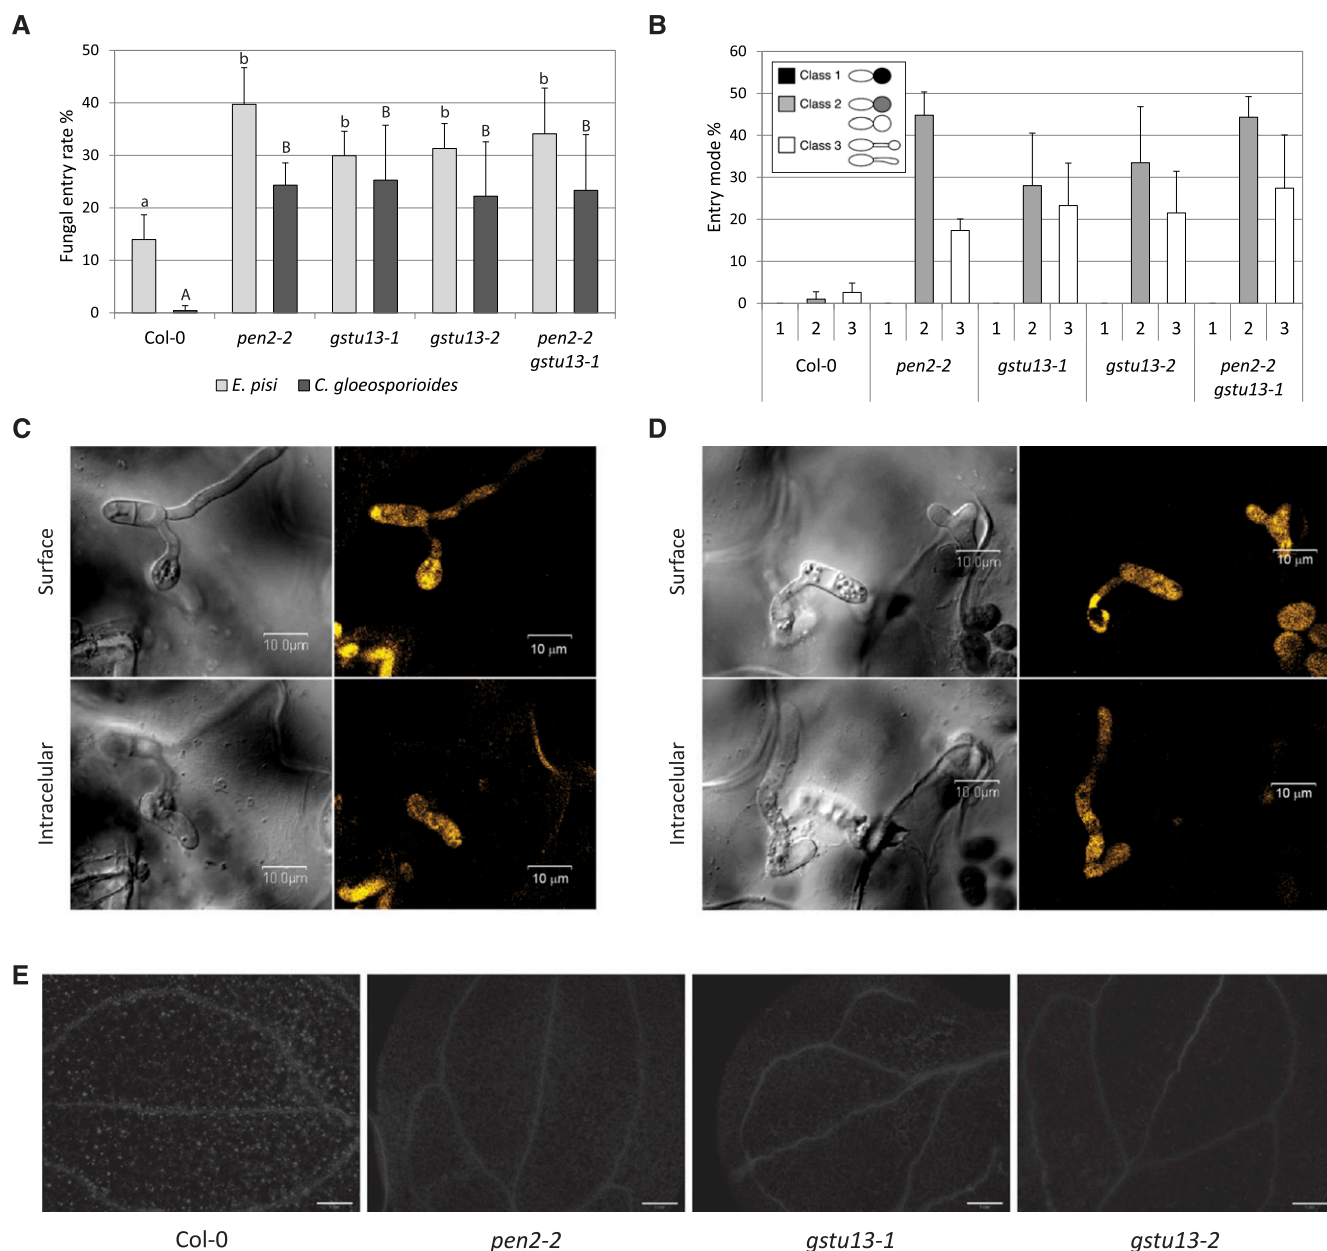 A
B
50
40
30
20
10
0
Fungal entry rate %
a
A
b
B
b
B
b
B
b
B
Col-0
pen2-2
gstu13-1
gstu13-2
pen2-2
gstu13-1
E. pisi
C. gloeosporioides
60
50
40
30
20
10
0
Entry mode %
Class 1
Class 2
Class 3
1 2 3 1 2 3 1 2 3 1 2 3 1 2 3
Col-0
pen2-2
gstu13-1
gstu13-2
pen2-2
gstu13-1
C
D
Surface
10.0µm
10 µm
Surface
10.0µm
10 µm
Intracelular
10.0µm
10 µm
Intracelular
10.0µm
10 µm
E
Col-0
pen2-2
gstu13-1
gstu13-2